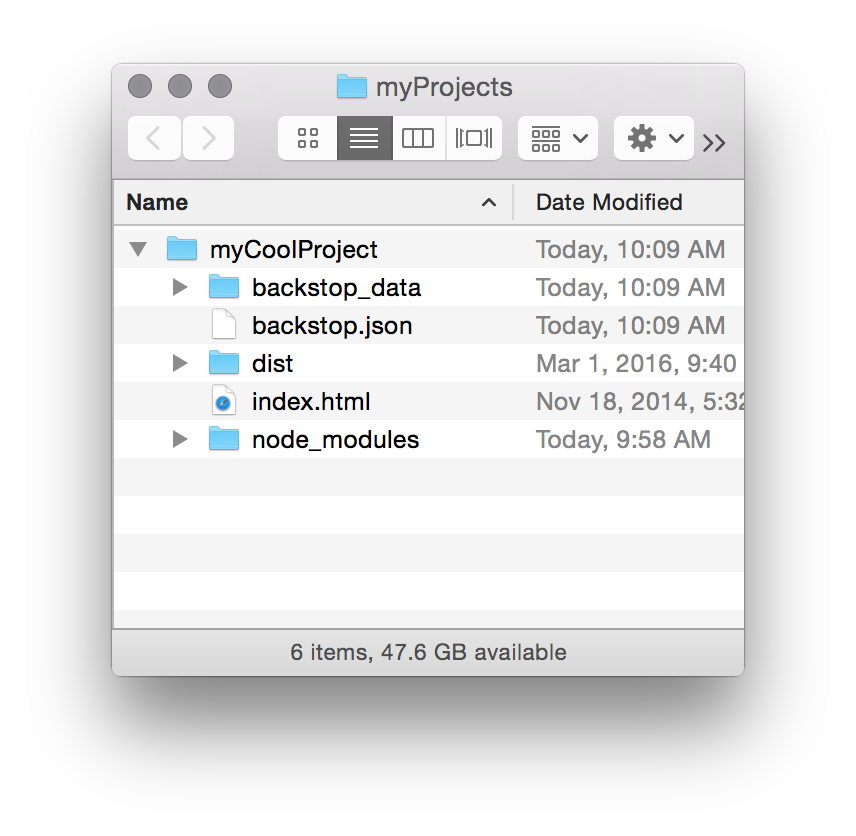 myProjects
Name Date Modified
myCoolProject Today, 10:09 AM
backstop_data Today, 10:09 AM
backstop.json Today, 10:09 AM
dist Mar 1, 2016, 9:40
index.html Nov 18, 2014, 5:32
node_modules Today, 9:58 AM
6 items, 47.6 GB available